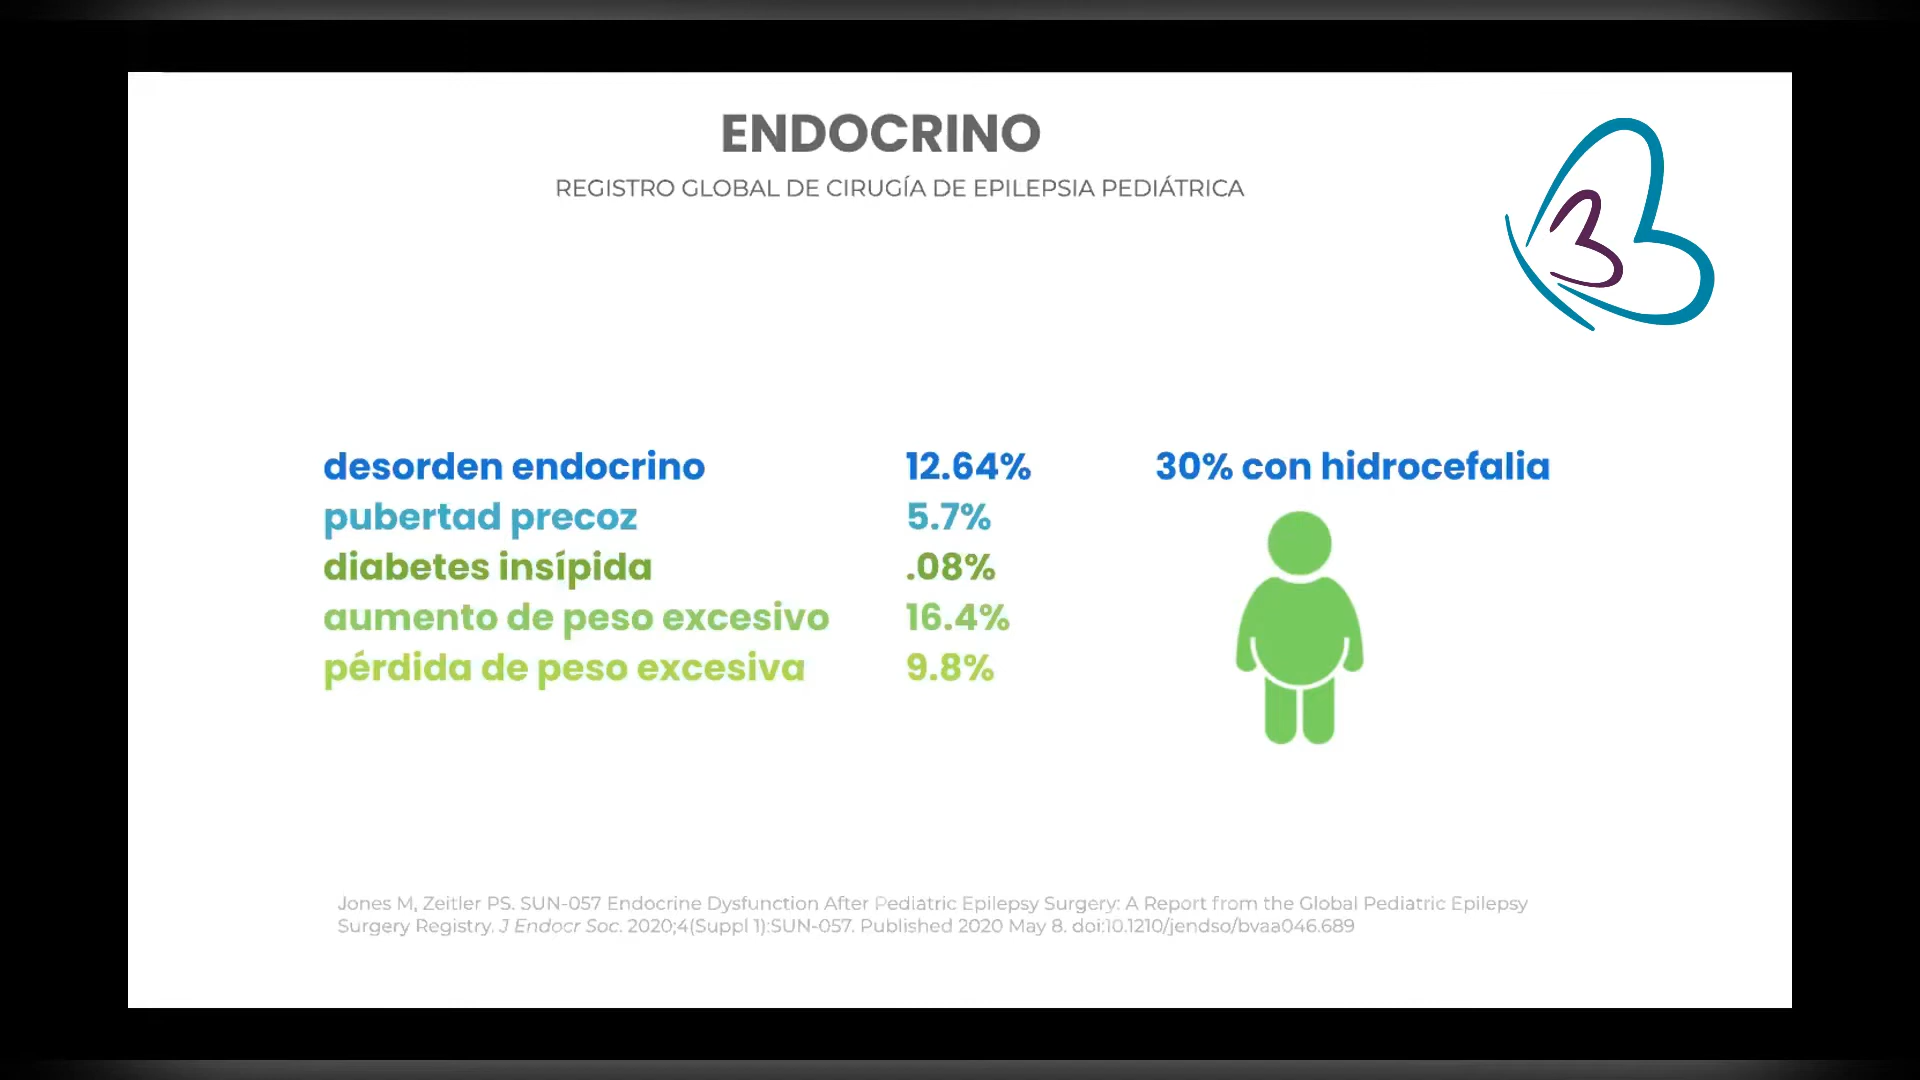 ENDOCRINO
REGISTRO GLOBAL DE CIRUGÍA DE EPILEPSIA PEDIÁTRICA
desorden endocrino 12.64% 30% con hidrocefalia
pubertad precoz 5.7%
diabetes insípida .08%
aumento de peso excesivo 16.4%
pérdida de peso excesiva 9.8%
Jones M, Zeitler PS. SUN-057 Endocrine Dysfunction After Pediatric Epilepsy Surgery: A Report from the Global Pediatric Epilepsy
Surgery Registry. J Endocr Soc. 2020;4(Suppl 1):SUN-057. Published 2020 May 8. doi:10.1210/jendso/bvaa046.689